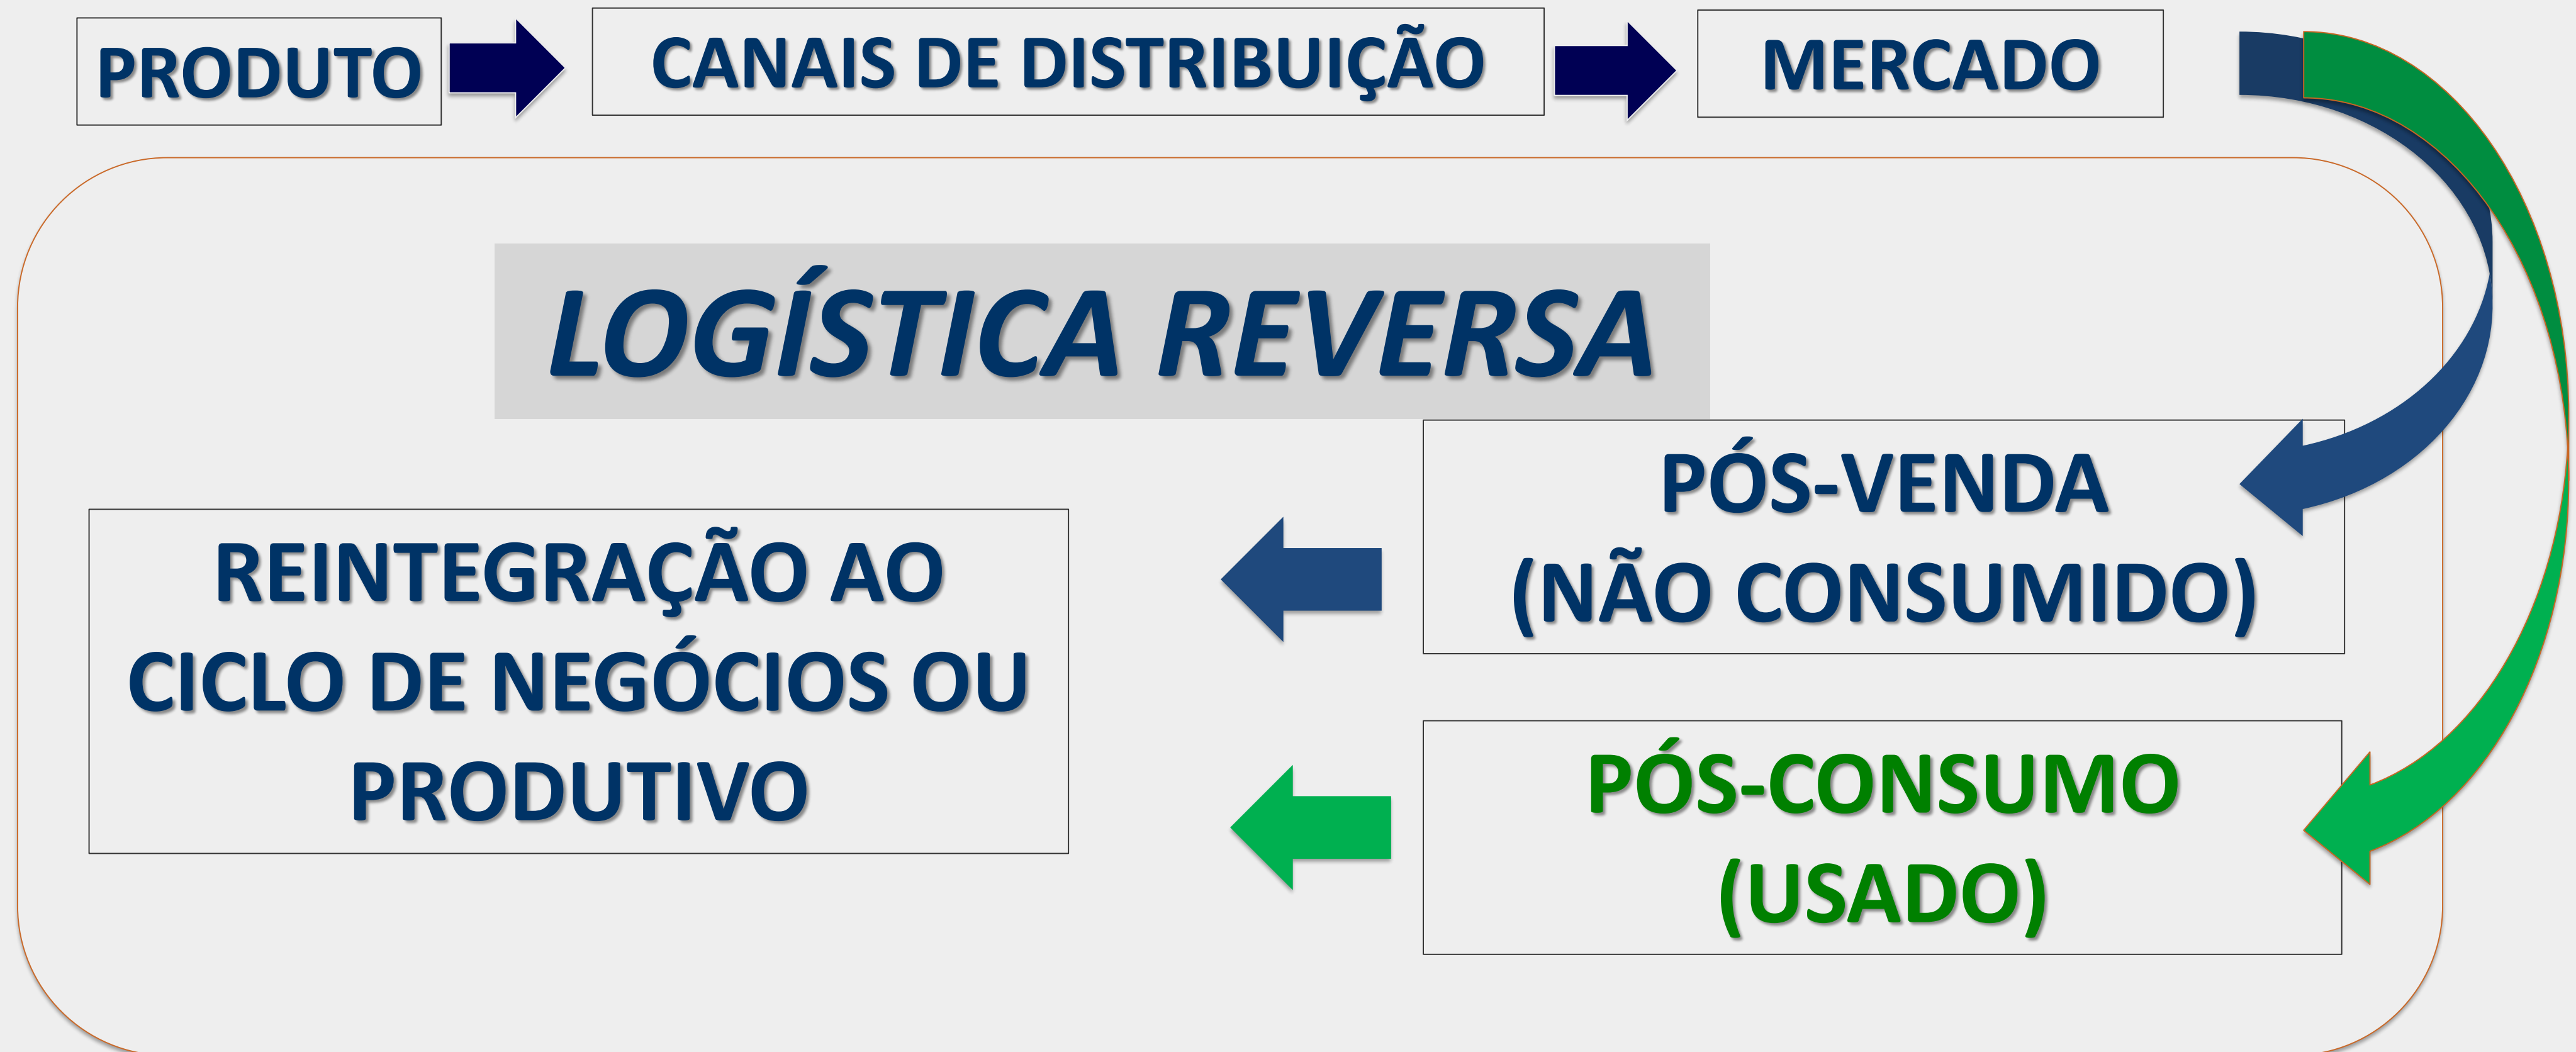 PRODUTO
CANAIS DE DISTRIBUIÇÃO
MERCADO
LOGÍSTICA REVERSA
PÓS-VENDA
(NÃO CONSUMIDO)
REINTEGRAÇÃO AO
CICLO DE NEGÓCIOS OU
PRODUTIVO
PÓS-CONSUMO
(USADO)